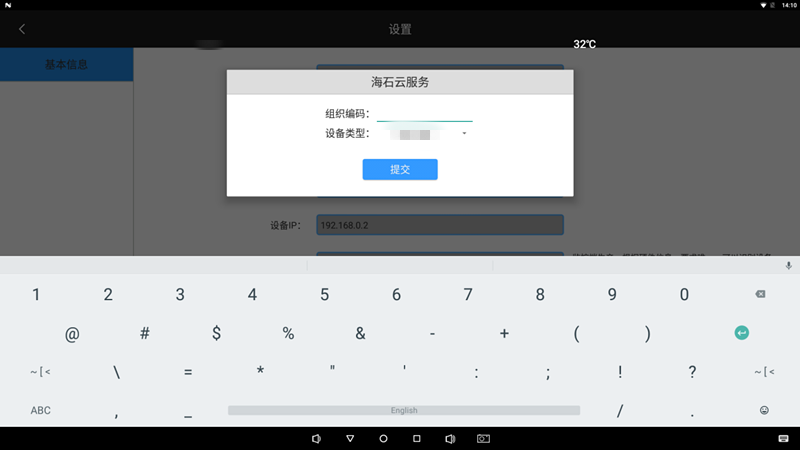 14:10
设置
32℃
基本信息
海石云服务
组织编码：
设备类型：
提交
设备IP：
192.168.0.2
1 2 3 4 5 6 7 8 9 0
@ # $ % & - + ( )
~ [ < \ = * " ' : ; ! ? ~ [ <
ABC , _ English / .